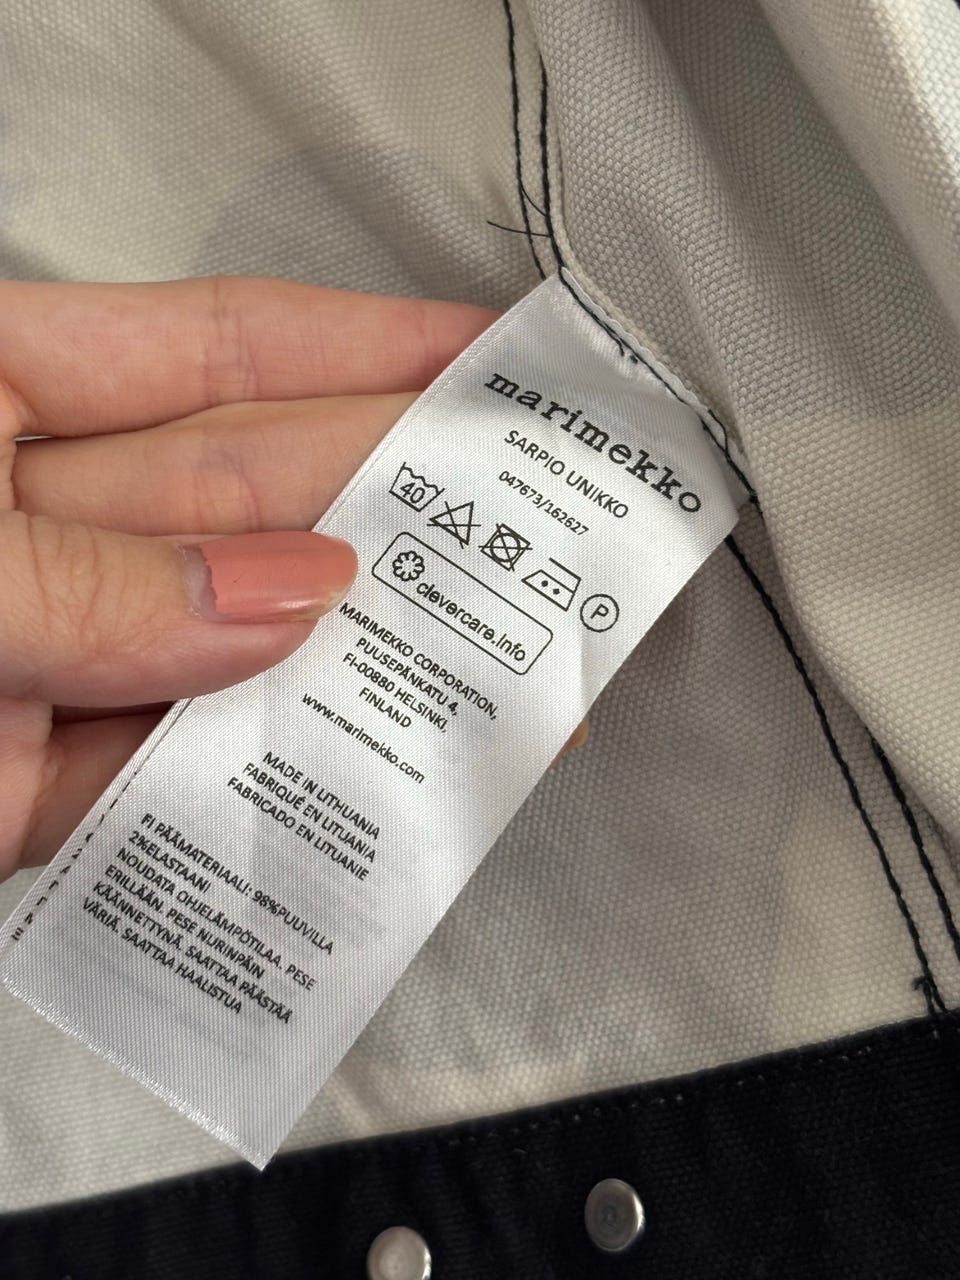 marimekko
SARPIO UNIKKO
047673/162627
40
P
clevercare.info
MARIMEKKO CORPORATION,
PUUSEPÄNKATU 4,
FI-00880 HELSINKI,
FINLAND
www.marimekko.com
MADE IN LITHUANIA
FABRIQUÉ EN LITUANIA
FABRICADO EN LITUANIE
FI PÄÄMATERIAALI: 98%PUUVILLA
2%ELASTAANI
NOUDATA OHJELÄMPÖTILAA. PESE
ERILLÄÄN. PESE NURINPÄIN
KÄÄNNETTYNÄ. SAATTAA PÄÄSTÄÄ
VÄRIÄ. SAATTAA HAALISTUA